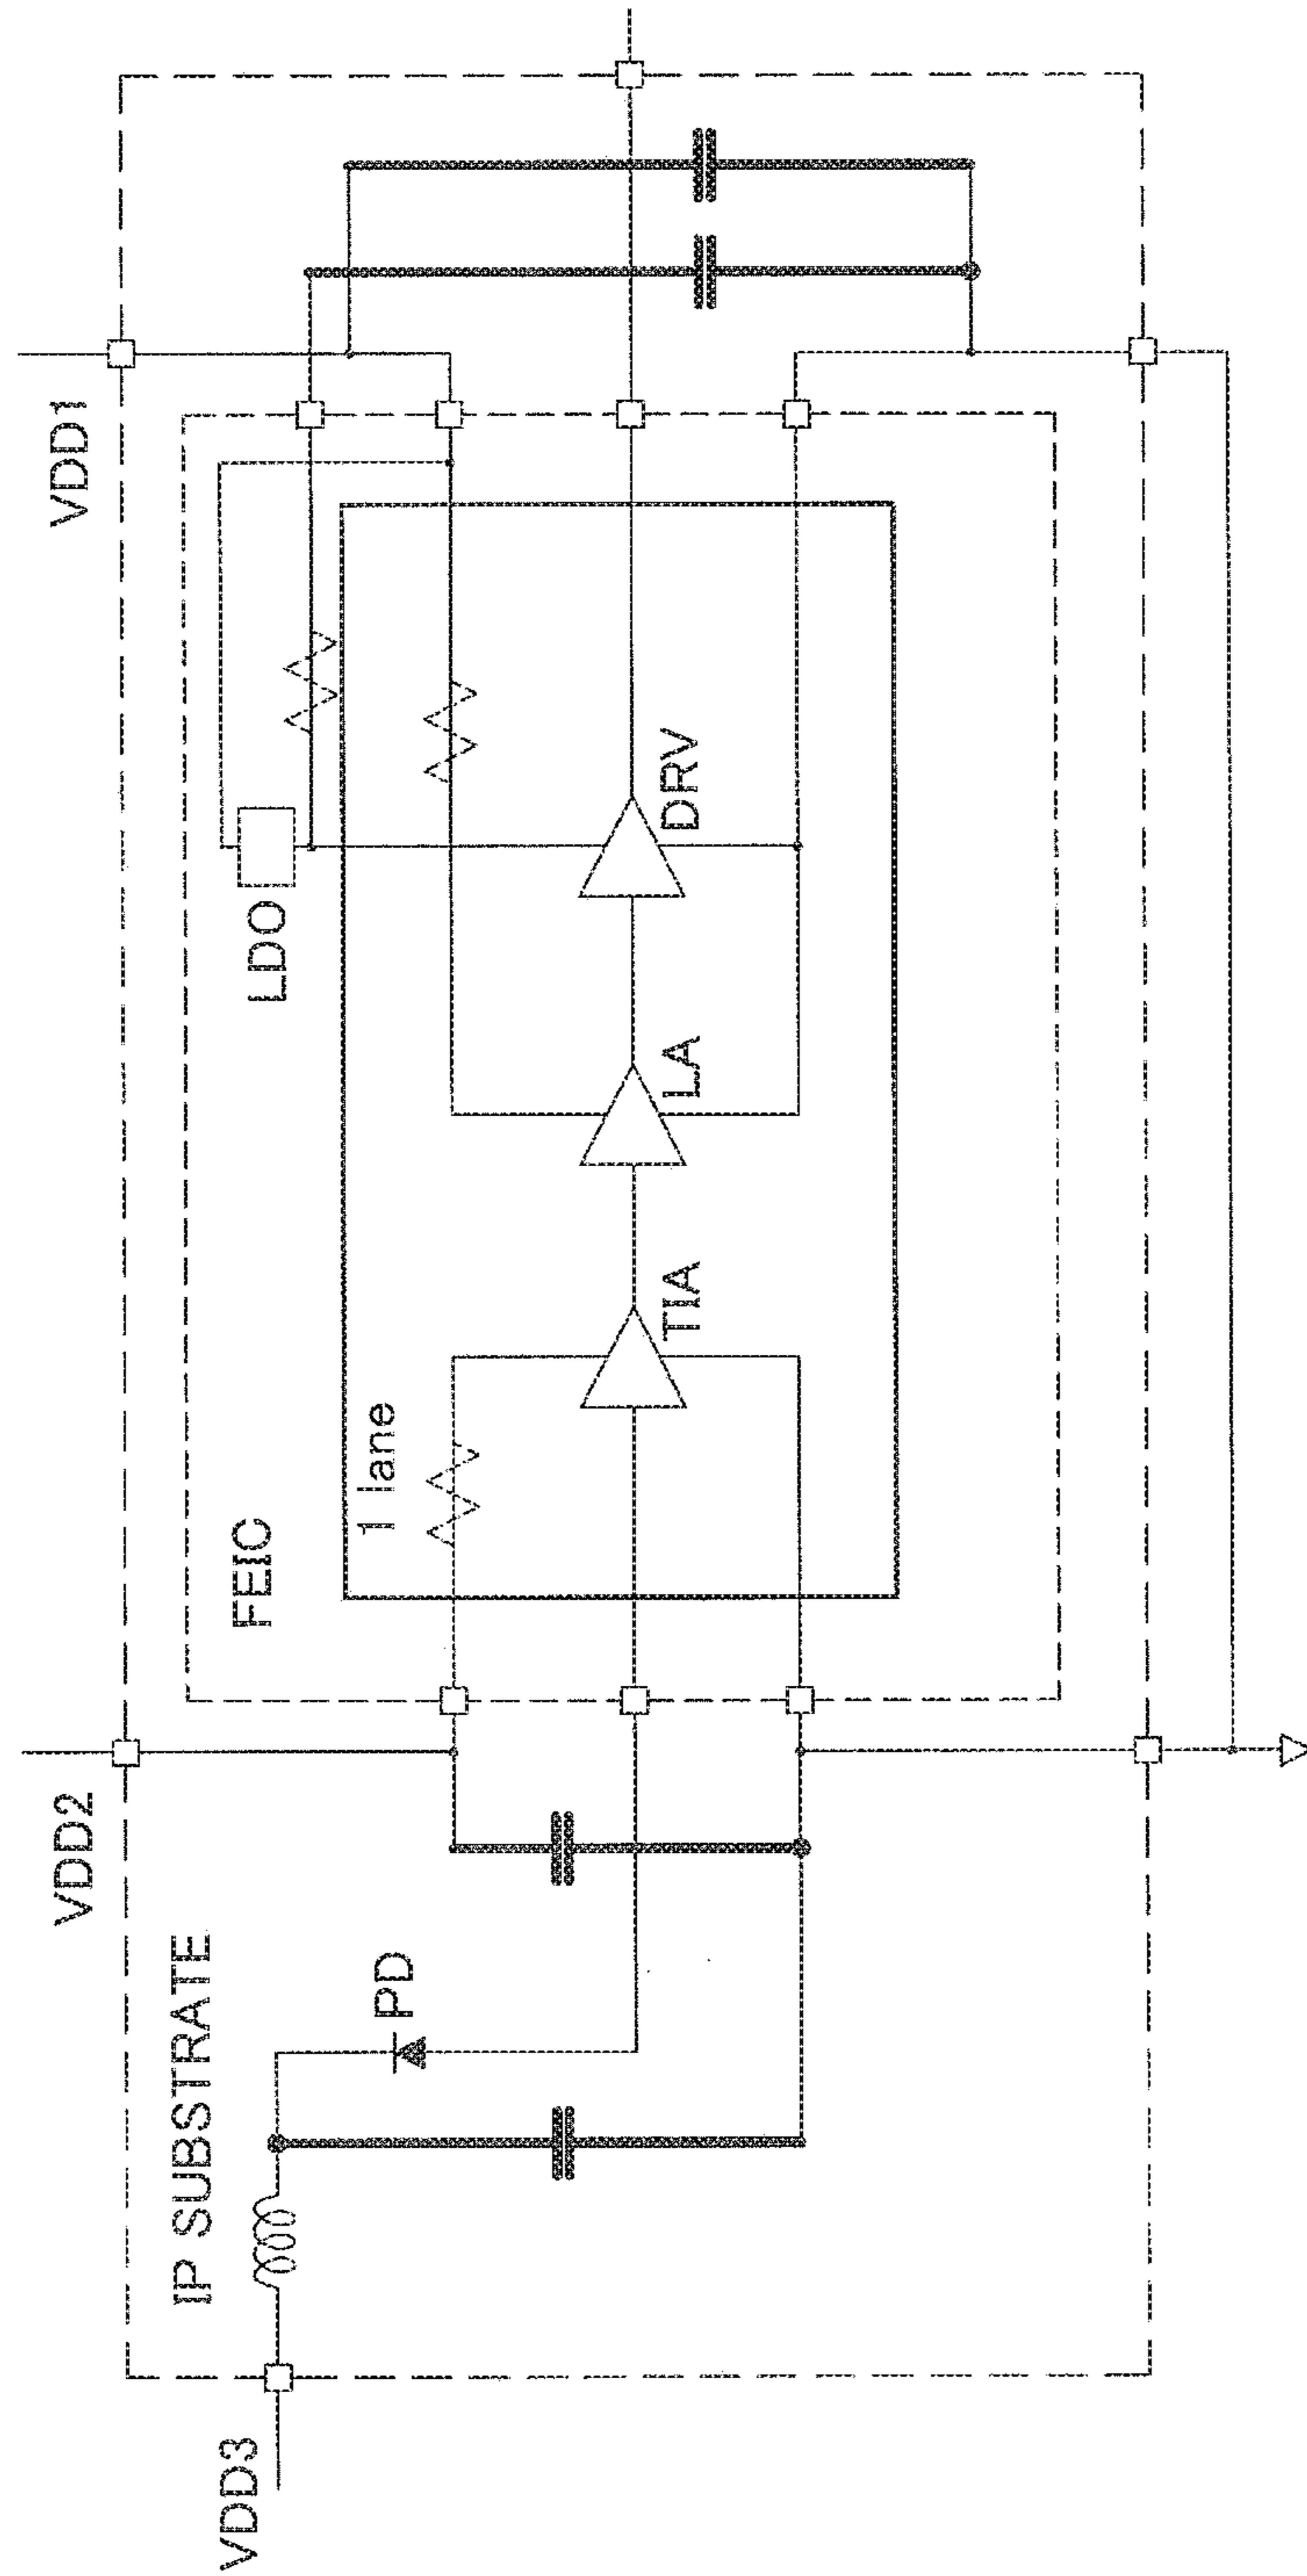 VDD3
IP SUBSTRATE
VDD2
PD
FEIC
1 lane
TIA
LA
LDO
DRV
VDD1